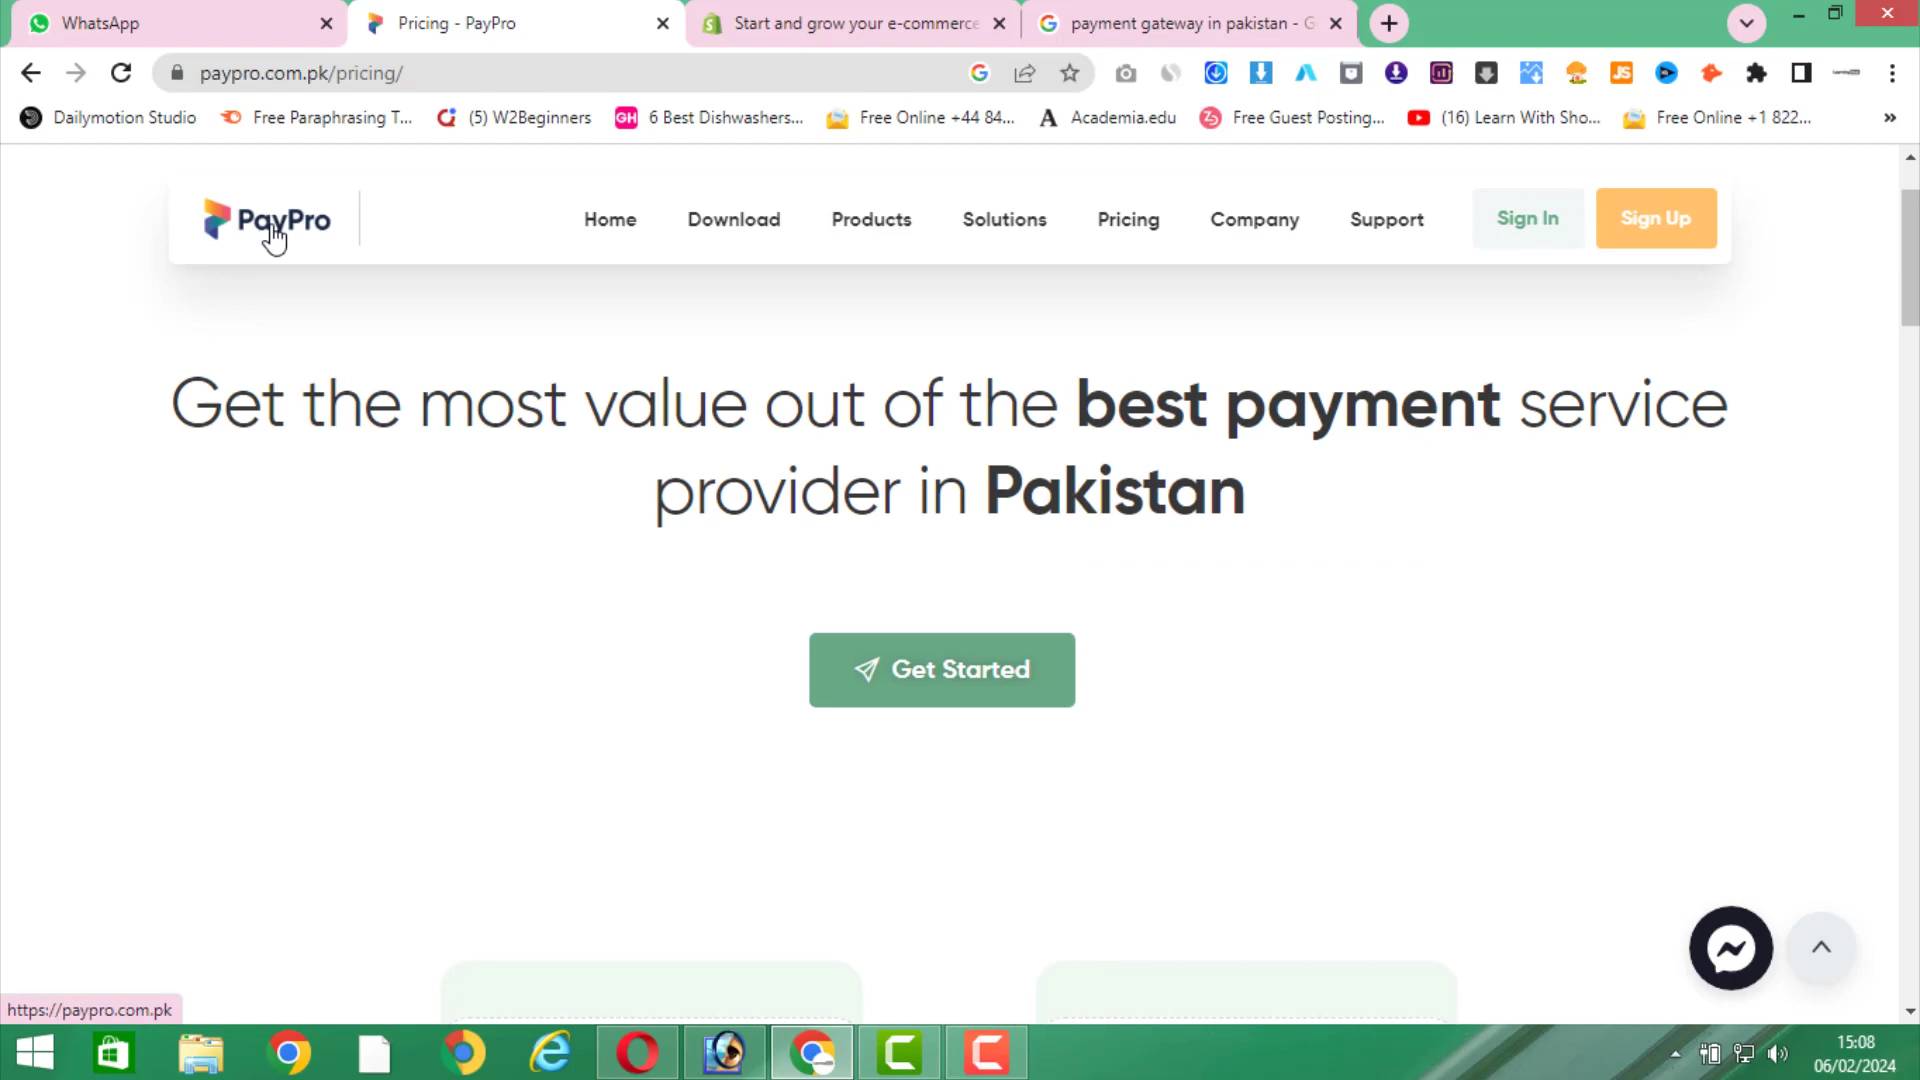 WhatsApp
Pricing - PayPro
Start and grow your e-commerce
payment gateway in pakistan - G
paypro.com.pk/pricing/
Dailymotion Studio
Free Paraphrasing T...
(5) W2Beginners
GH
6 Best Dishwashers...
Free Online +44 84...
A
Academia.edu
Free Guest Posting...
(16) Learn With Sho...
Free Online +1 822...
»
PayPro
Home
Download
Products
Solutions
Pricing
Company
Support
Sign In
Sign Up
Get the most value out of the best payment service
provider in Pakistan
Get Started
https://paypro.com.pk
15:08
06/02/2024